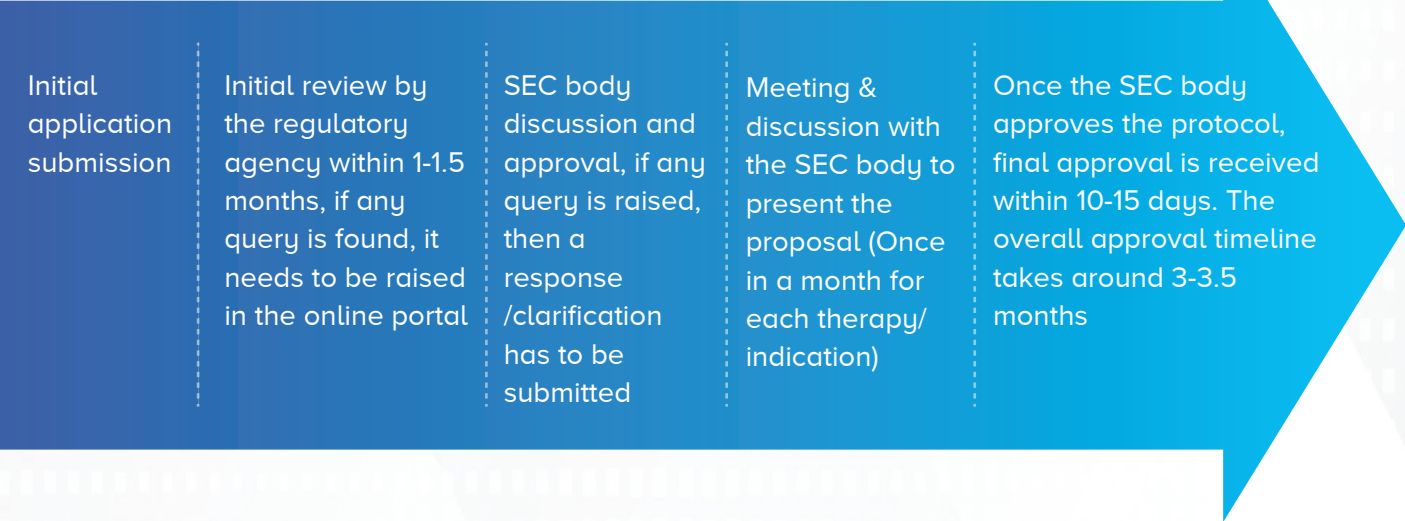 Initial
application
submission
Initial review by
the regulatory
agency within 1-1.5
months, if any
query is found, it
needs to be raised
in the online portal
SEC body
discussion and
approval, if any
query is raised,
then a
response
/clarification
has to be
submitted
Meeting &
discussion with
the SEC body to
present the
proposal (Once
in a month for
each therapy/
indication)
Once the SEC body
approves the protocol,
final approval is received
within 10-15 days. The
overall approval timeline
takes around 3-3.5
months